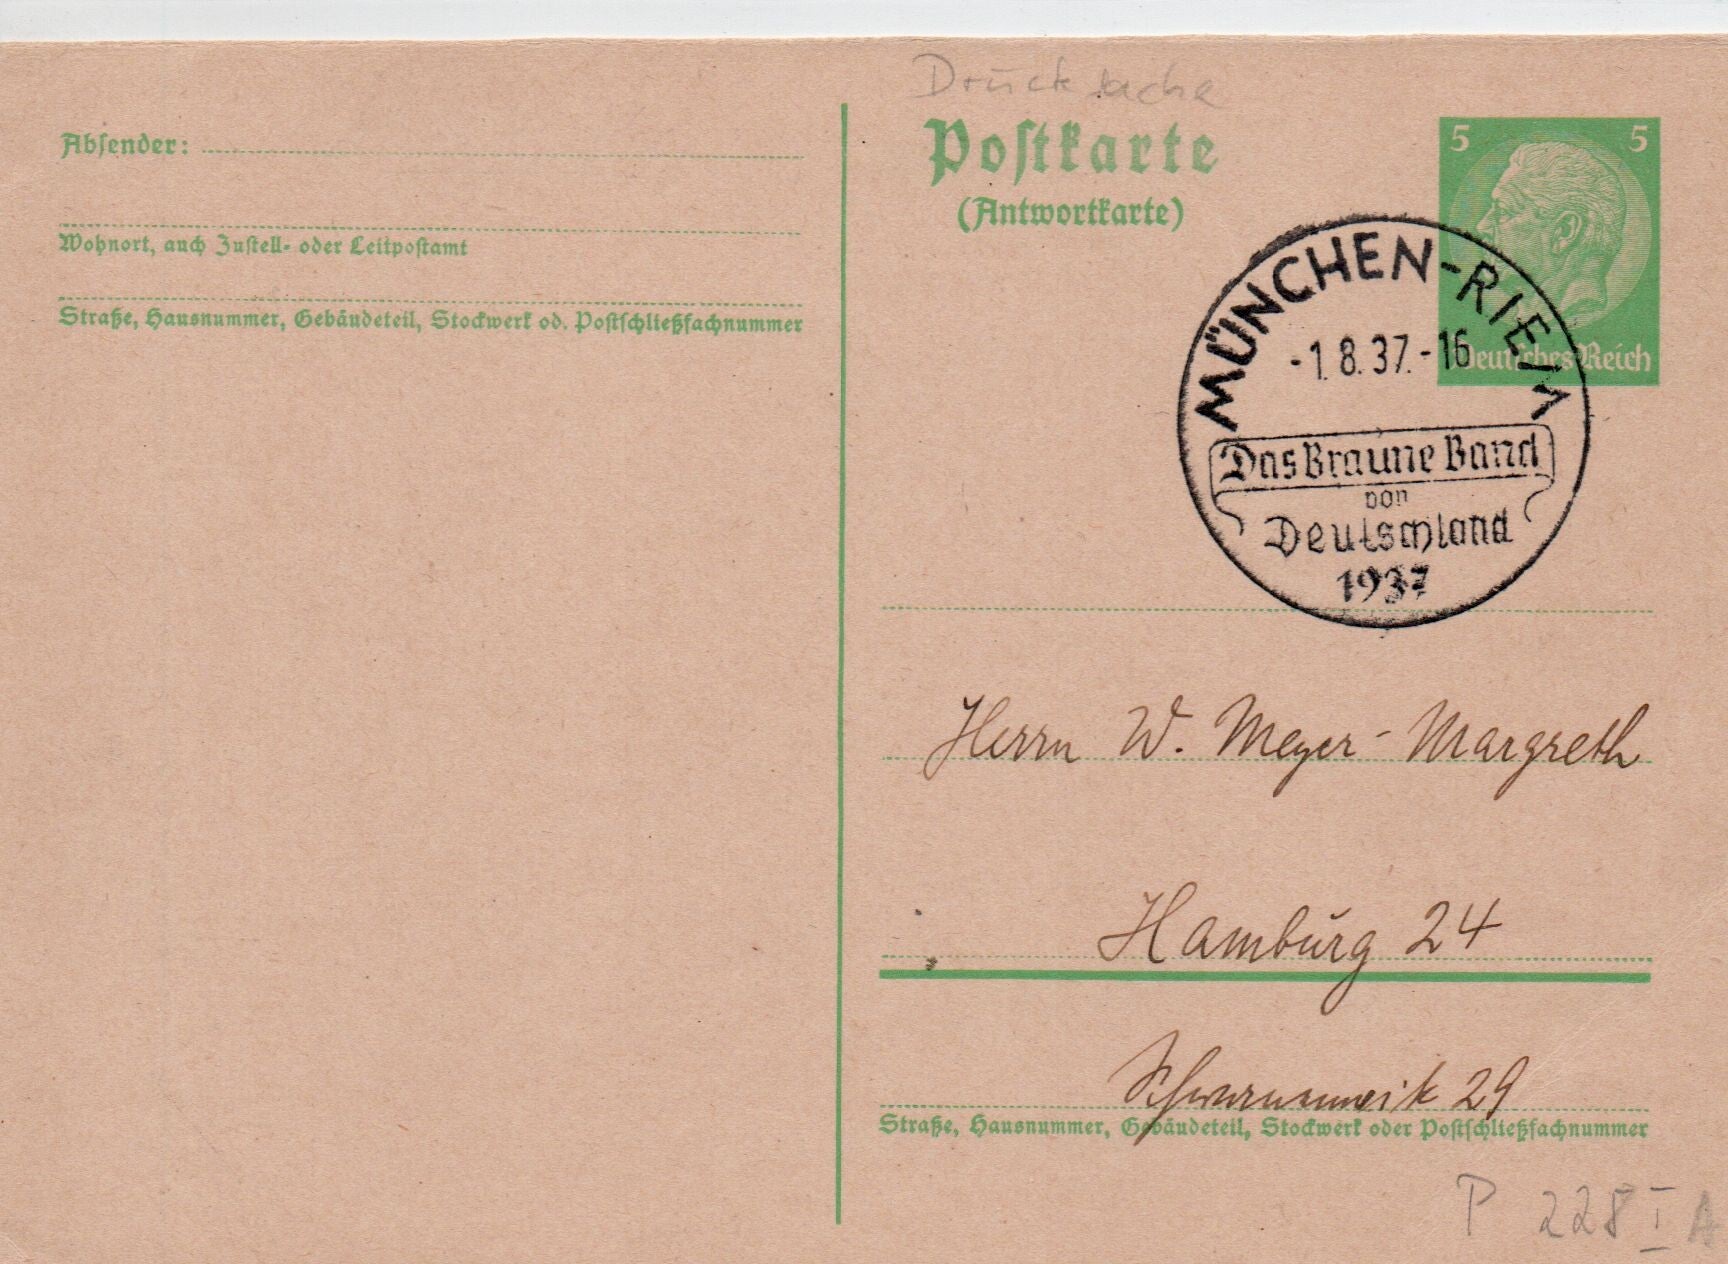 Drucksache
Postkarte
(Antwortkarte)
Absender:
Wohnort, auch Zustell- oder Leitpostamt
Straße, Hausnummer, Gebäudeteil, Stockwerk od. Postschließfachnummer
5 5
Deutsches Reich
MÜNCHEN-RIEM
-1.8.37.-16
Das Braune Band
von
Deutschland
1937
Herrn W. Meyer-Margreth
Hamburg 24
29
Straße, Hausnummer, Gebäudeteil, Stockwerk oder Postschließfachnummer
P 228 I A